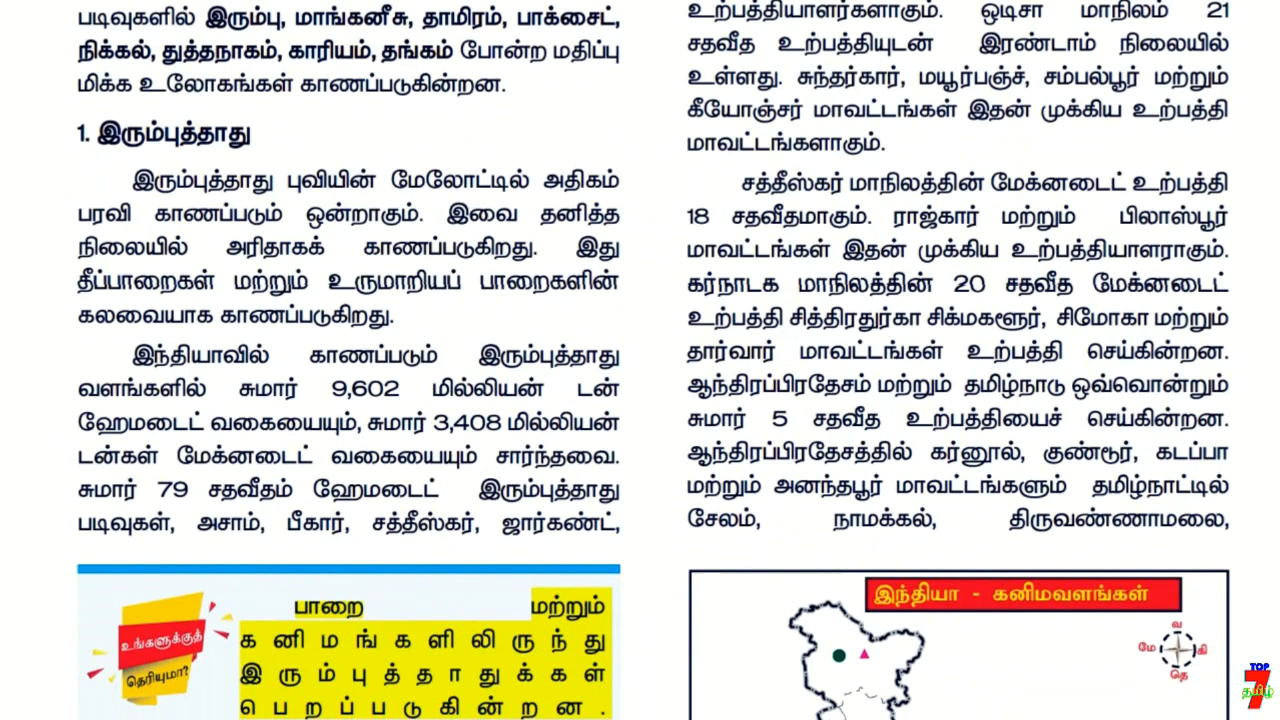 படிவுகளில் இரும்பு, மாங்கனீசு, தாமிரம், பாக்சைட்,
நிக்கல், துத்தநாகம், காரியம், தங்கம் போன்ற மதிப்பு
மிக்க உலோகங்கள் காணப்படுகின்றன.
1. இரும்புத்தாது
இரும்புத்தாது புவியின் மேலோட்டில் அதிகம்
பரவி காணப்படும் ஒன்றாகும். இவை தனித்த
நிலையில் அரிதாகக் காணப்படுகிறது. இது
தீப்பாறைகள் மற்றும் உருமாறியப் பாறைகளின்
கலவையாக காணப்படுகிறது.
இந்தியாவில் காணப்படும் இரும்புத்தாது
வளங்களில் சுமார் 9,602 மில்லியன் டன்
ஹேமடைட் வகையையும், சுமார் 3,408 மில்லியன்
டன்கள் மேக்னடைட் வகையையும் சார்ந்தவை.
சுமார் 79 சதவீதம் ஹேமடைட் இரும்புத்தாது
படிவுகள், அசாம், பீகார், சத்தீஸ்கர், ஜார்கண்ட்,
உங்களுக்குத்
தெரியுமா?
பாறை மற்றும்
கனிமங்களிலிருந்து
இரும்புத்தாதுக்கள்
பெறப்படுகின்றன.
உற்பத்தியாளர்களாகும். ஒடிசா மாநிலம் 21
சதவீத உற்பத்தியுடன் இரண்டாம் நிலையில்
உள்ளது. சுந்தர்கார், மயூர்பஞ்ச், சம்பல்பூர் மற்றும்
கீயோஞ்சர் மாவட்டங்கள் இதன் முக்கிய உற்பத்தி
மாவட்டங்களாகும்.
சத்தீஸ்கர் மாநிலத்தின் மேக்னடைட் உற்பத்தி
18 சதவீதமாகும். ராஜ்கார் மற்றும் பிலாஸ்பூர்
மாவட்டங்கள் இதன் முக்கிய உற்பத்தியாளராகும்.
கர்நாடக மாநிலத்தின் 20 சதவீத மேக்னடைட்
உற்பத்தி சித்திரதுர்கா சிக்மகளூர், சிமோகா மற்றும்
தார்வார் மாவட்டங்கள் உற்பத்தி செய்கின்றன.
ஆந்திரப்பிரதேசம் மற்றும் தமிழ்நாடு ஒவ்வொன்றும்
சுமார் 5 சதவீத உற்பத்தியைச் செய்கின்றன.
ஆந்திரப்பிரதேசத்தில் கர்னூல், குண்டூர், கடப்பா
மற்றும் அனந்தபூர் மாவட்டங்களும் தமிழ்நாட்டில்
சேலம், நாமக்கல், திருவண்ணாமலை,
இந்தியா - கனிமவளங்கள்
வ
மே கி
தெ
TOP
7
தமிழ்